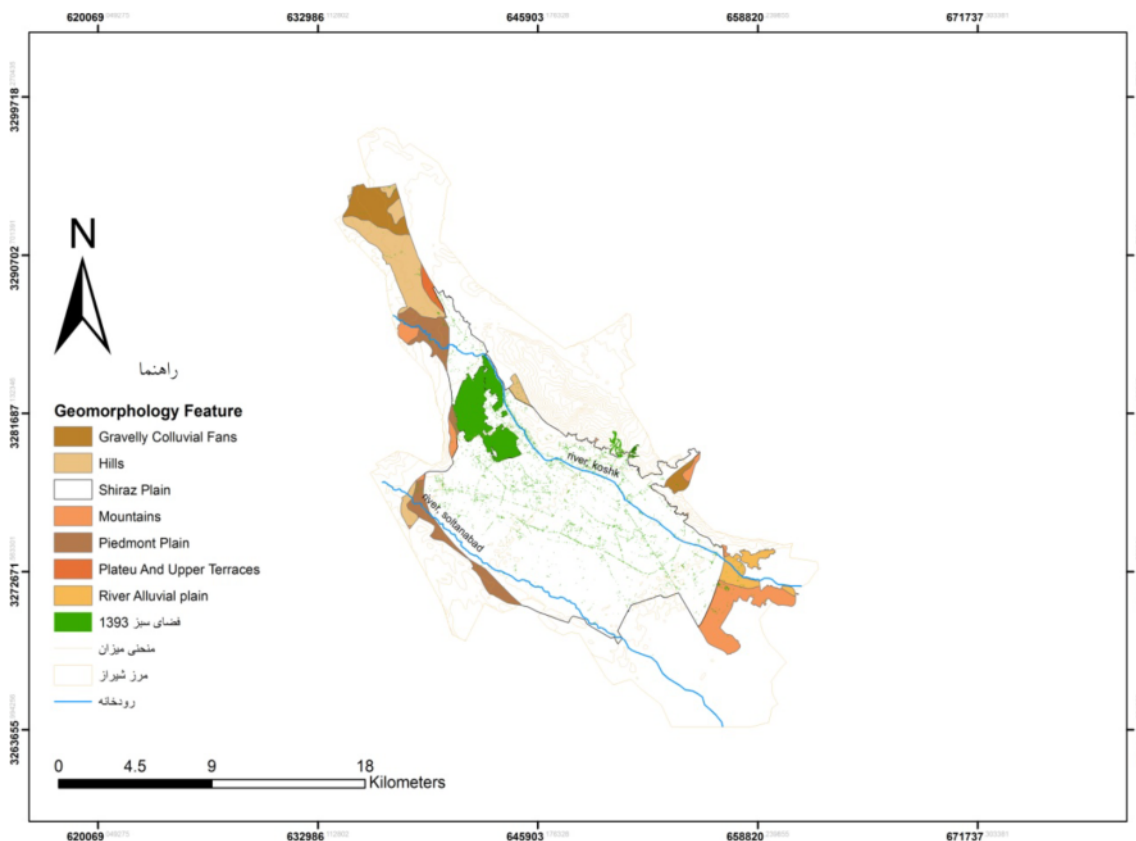 620069 632986 645903 658820 671737
3299718
3290702
3281687
3272671
3263655
N
راهنما
Geomorphology Feature
Gravelly Colluvial Fans
Hills
Shiraz Plain
Mountains
Piedmont Plain
Plateu And Upper Terraces
River Alluvial plain
فضای سبز 1393
منحنی میزان
مرز شیراز
رودخانه
river, koshk
river, soltanabad
0 4.5 9 18
Kilometers
620069 632986 645903 658820 671737